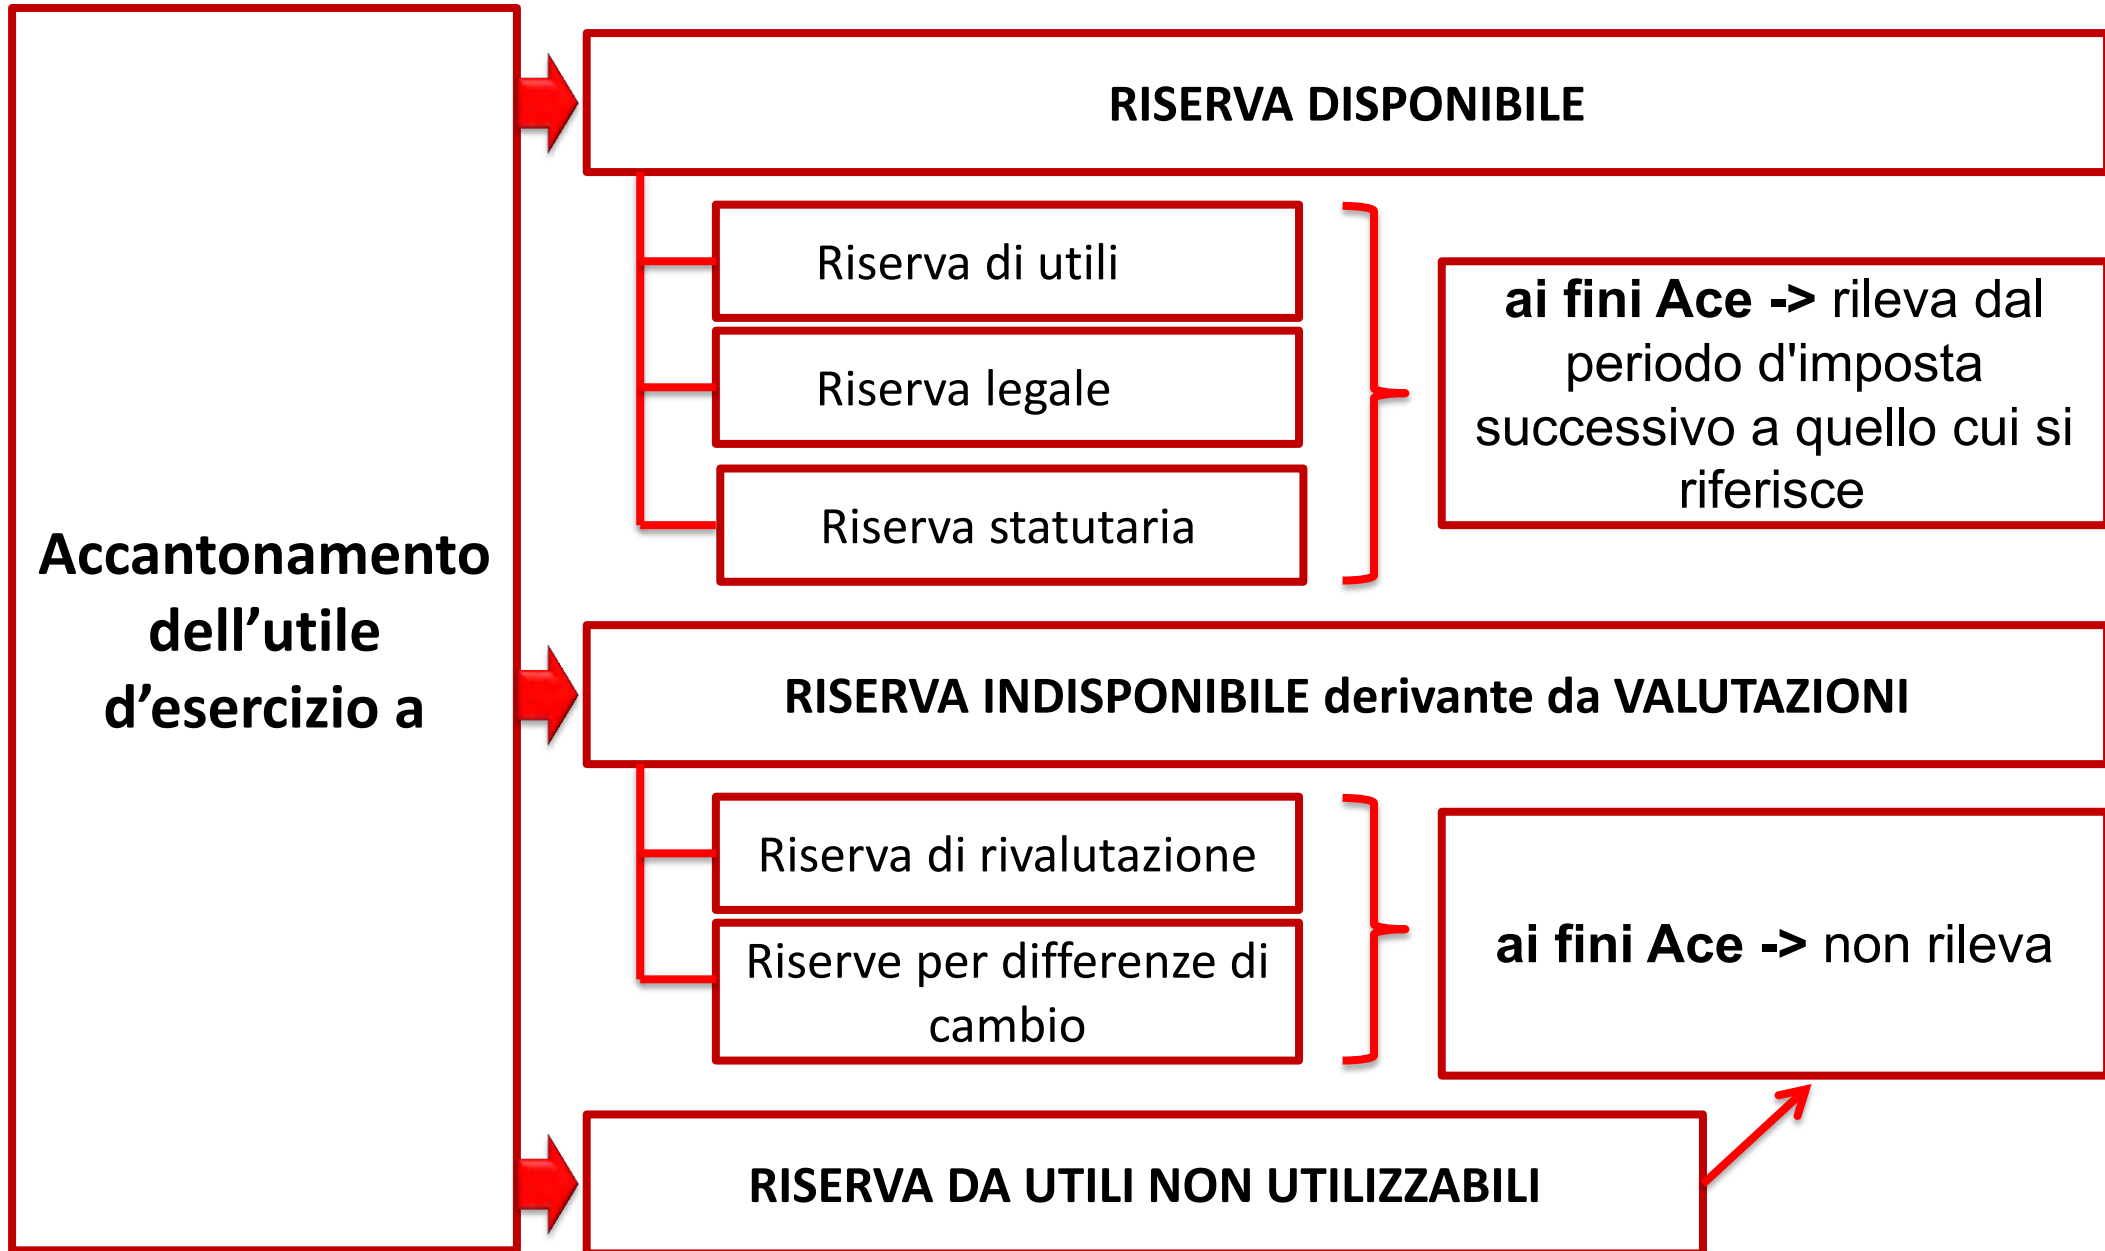 Accantonamento
dell’utile
d’esercizio a
RISERVA DISPONIBILE
Riserva di utili
Riserva legale
Riserva statutaria
ai fini Ace -> rileva dal
periodo d'imposta
successivo a quello cui si
riferisce
RISERVA INDISPONIBILE derivante da VALUTAZIONI
Riserva di rivalutazione
Riserve per differenze di
cambio
ai fini Ace -> non rileva
RISERVA DA UTILI NON UTILIZZABILI